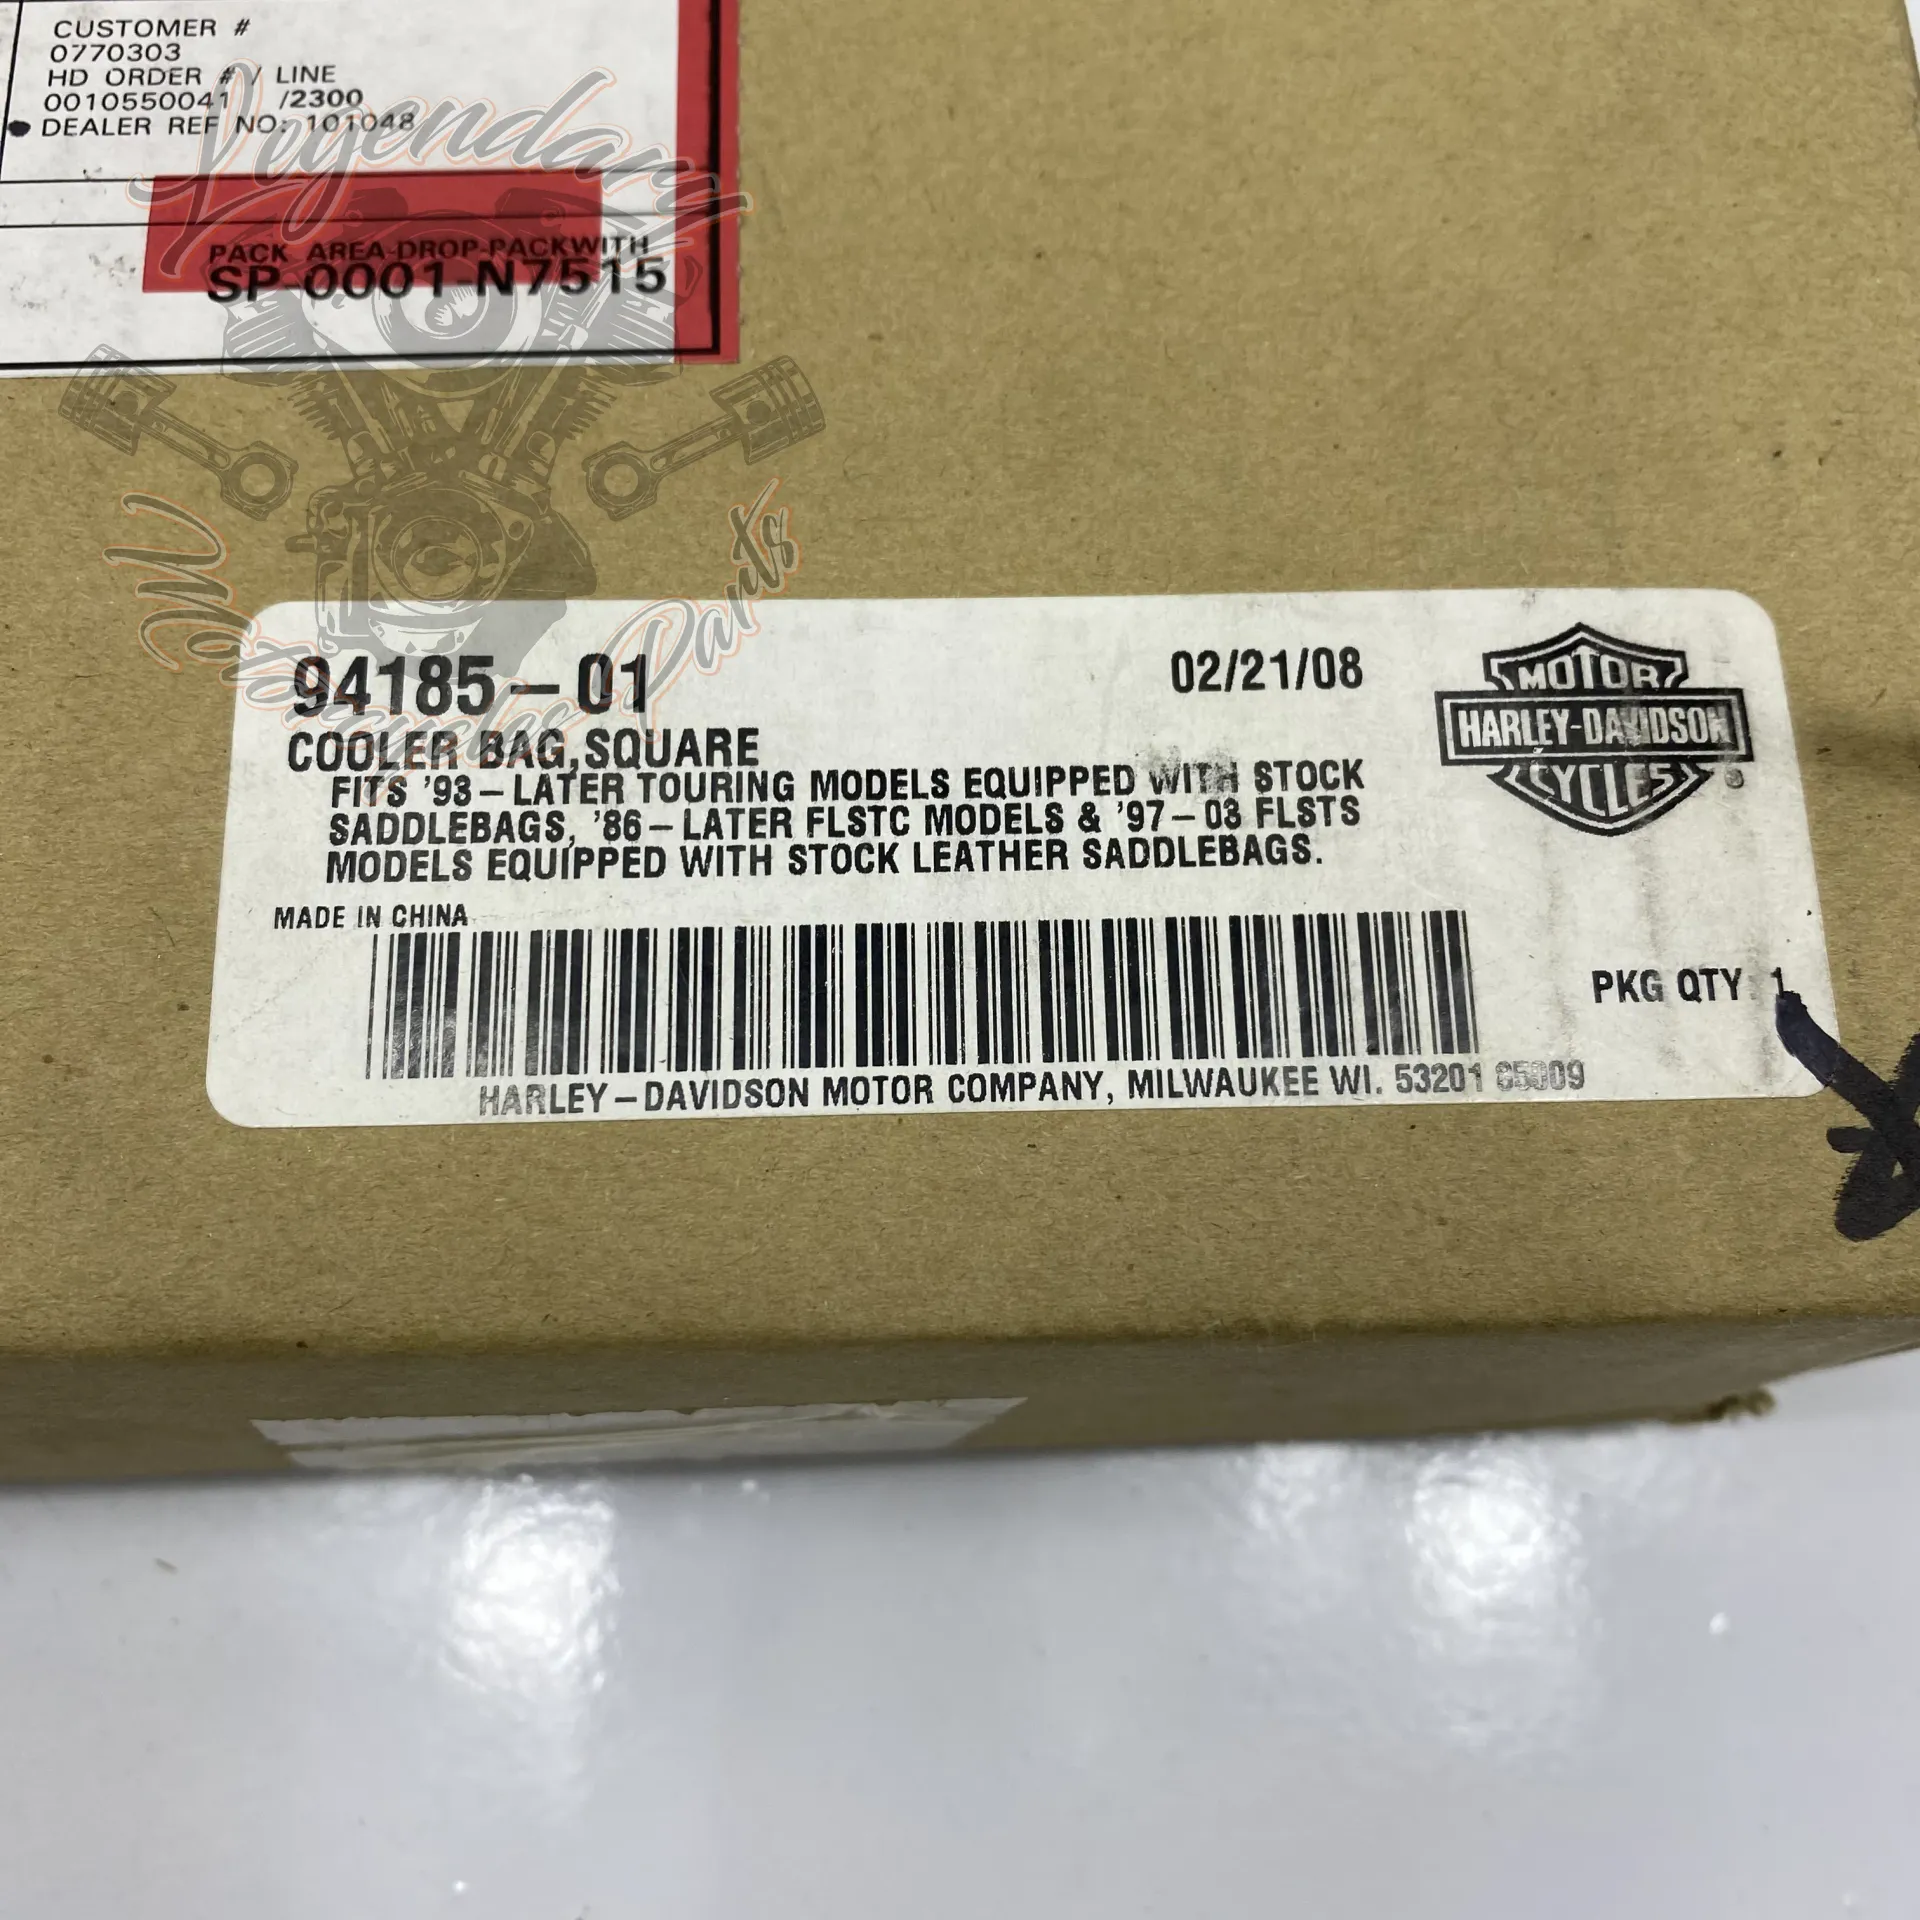 CUSTOMER #
0770303
HD ORDER # / LINE
0010550041 /2300
DEALER REF NO: 101048
PACK AREA-DROP-PACKWITH
SP-0001-N7515
Legendary
Motorcycles Parts
94185-01
02/21/08
COOLER BAG,SQUARE
FITS '93-LATER TOURING MODELS EQUIPPED WITH STOCK
SADDLEBAGS, '86-LATER FLSTC MODELS & '97-03 FLSTS
MODELS EQUIPPED WITH STOCK LEATHER SADDLEBAGS.
MOTOR
HARLEY-DAVIDSON
CYCLES
®
MADE IN CHINA
PKG QTY 1
HARLEY-DAVIDSON MOTOR COMPANY, MILWAUKEE WI. 53201